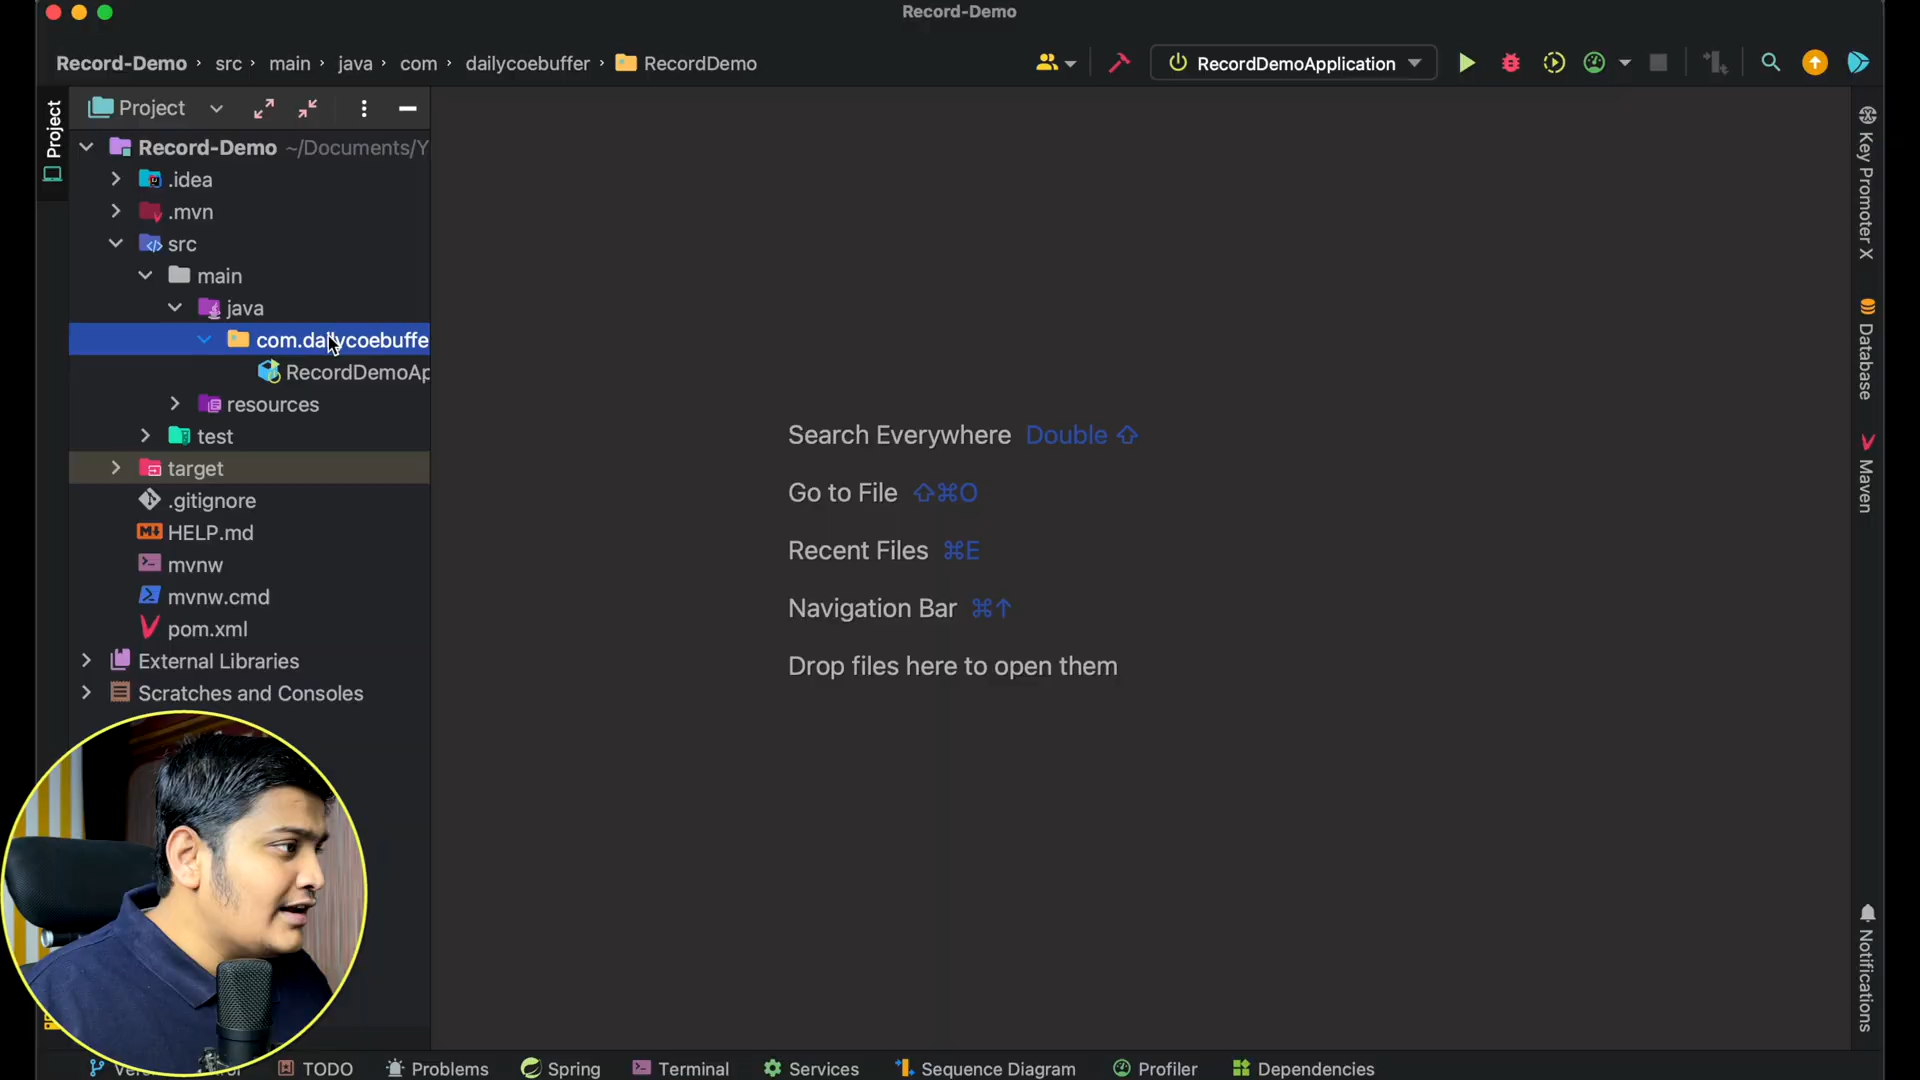 Record-Demo
Record-Demo › src › main › java › com › dailycoebuffer › RecordDemo
RecordDemoApplication
Project
Project
Record-Demo ~/Documents/Y
.idea
.mvn
src
main
java
com.dailycoebuffe
RecordDemoAp
resources
test
target
.gitignore
HELP.md
mvnw
mvnw.cmd
pom.xml
External Libraries
Scratches and Consoles
Search Everywhere Double ⇧
Go to File ⇧⌘O
Recent Files ⌘E
Navigation Bar ⌘↑
Drop files here to open them
Key Promoter X
Database
Maven
Notifications
TODO
Problems
Spring
Terminal
Services
Sequence Diagram
Profiler
Dependencies